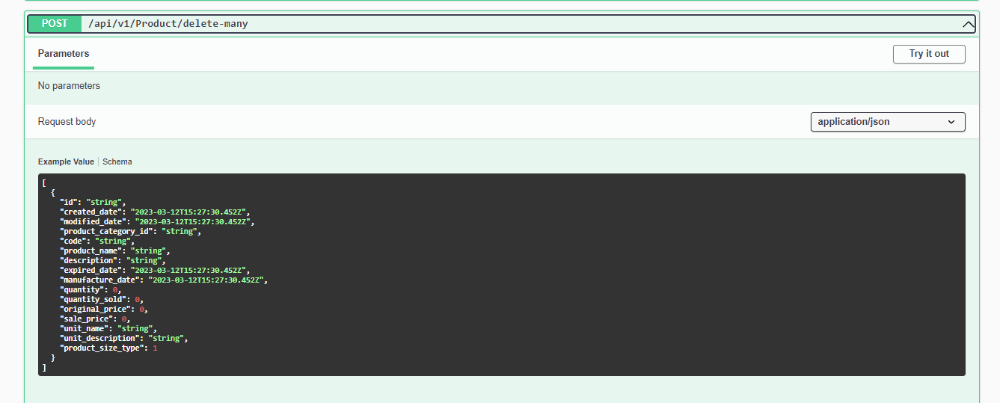 POST /api/v1/Product/delete-many
Parameters
Try it out
No parameters
Request body
application/json
Example Value | Schema
[
  {
    "id": "string",
    "created_date": "2023-03-12T15:27:30.452Z",
    "modified_date": "2023-03-12T15:27:30.452Z",
    "product_category_id": "string",
    "code": "string",
    "product_name": "string",
    "description": "string",
    "expired_date": "2023-03-12T15:27:30.452Z",
    "manufacture_date": "2023-03-12T15:27:30.452Z",
    "quantity": 0,
    "quantity_sold": 0,
    "original_price": 0,
    "sale_price": 0,
    "unit_name": "string",
    "unit_description": "string",
    "product_size_type": 1
  }
]